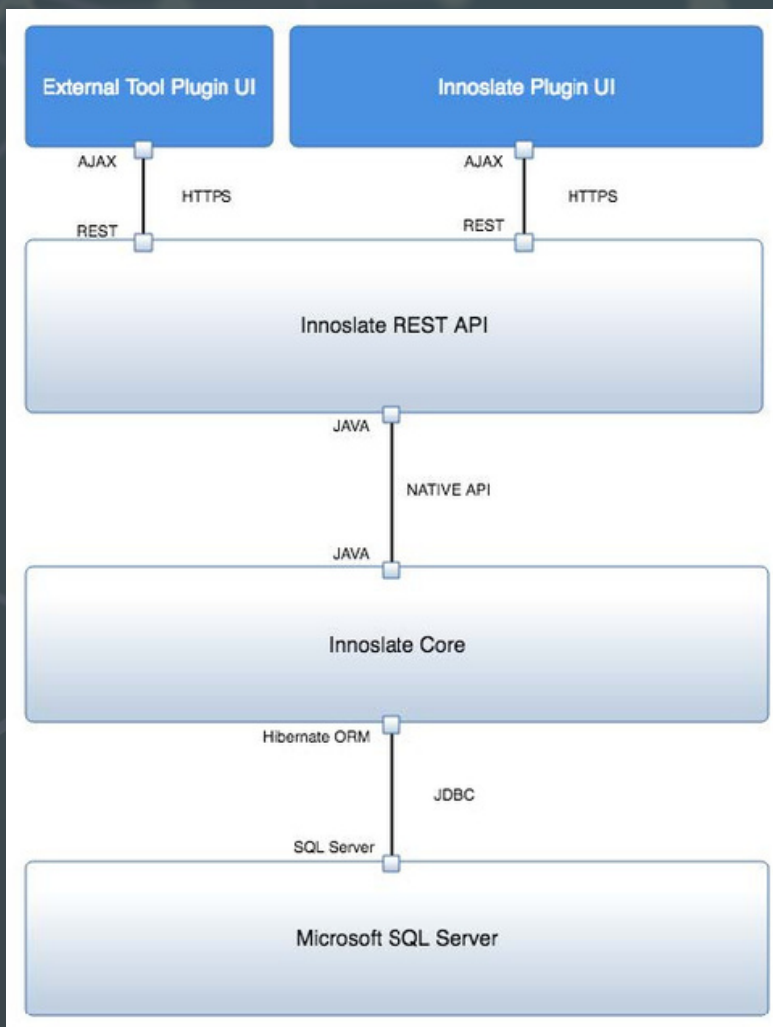 External Tool Plugin UI
Innoslate Plugin UI
AJAX
AJAX
HTTPS
HTTPS
REST
REST
Innoslate REST API
JAVA
NATIVE API
JAVA
Innoslate Core
Hibernate ORM
JDBC
SQL Server
Microsoft SQL Server